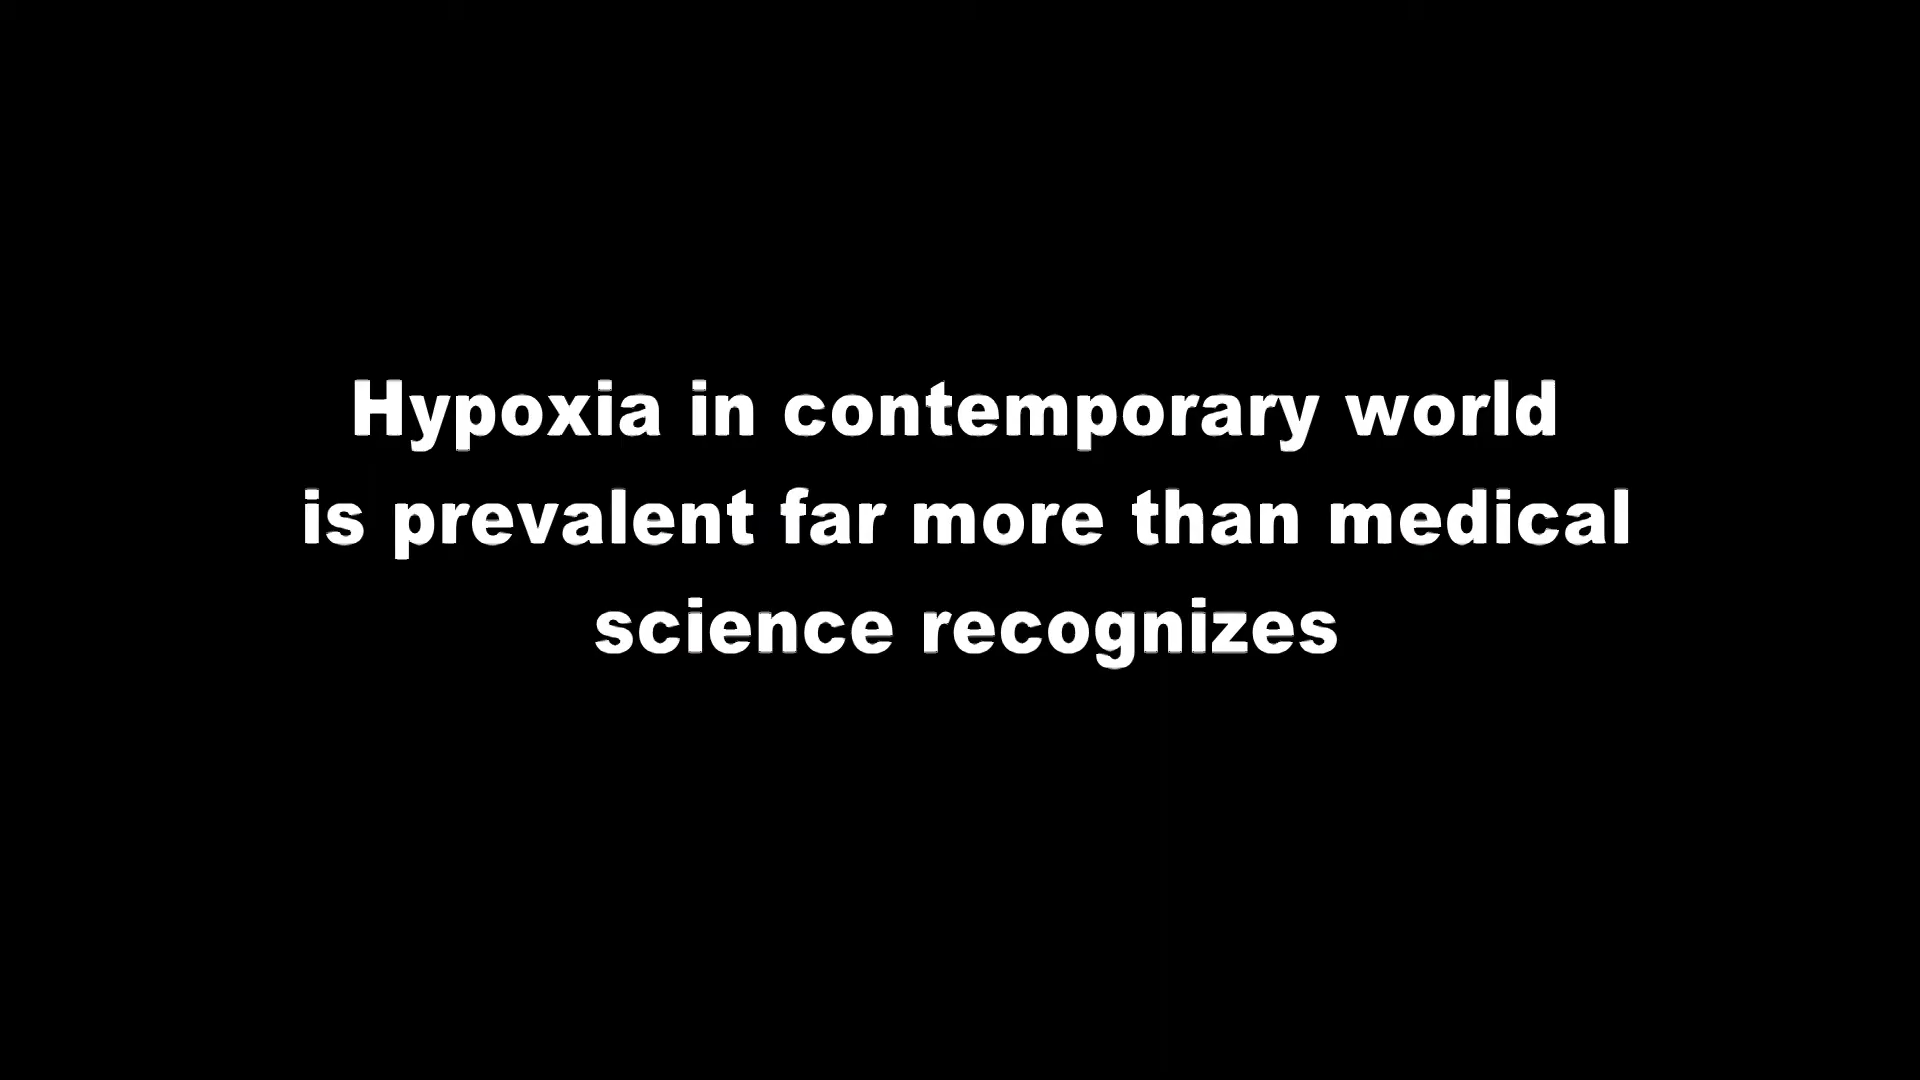 Hypoxia in contemporary world
is prevalent far more than medical
science recognizes